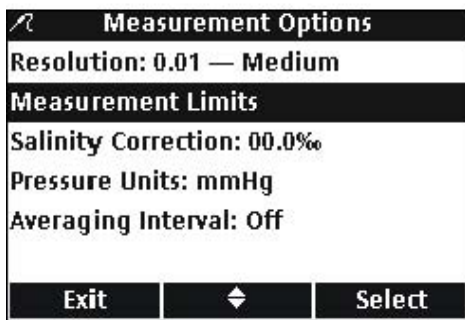 Measurement Options
Resolution: 0.01 — Medium
Measurement Limits
Salinity Correction: 00.0‰
Pressure Units: mmHg
Averaging Interval: Off
Exit Select